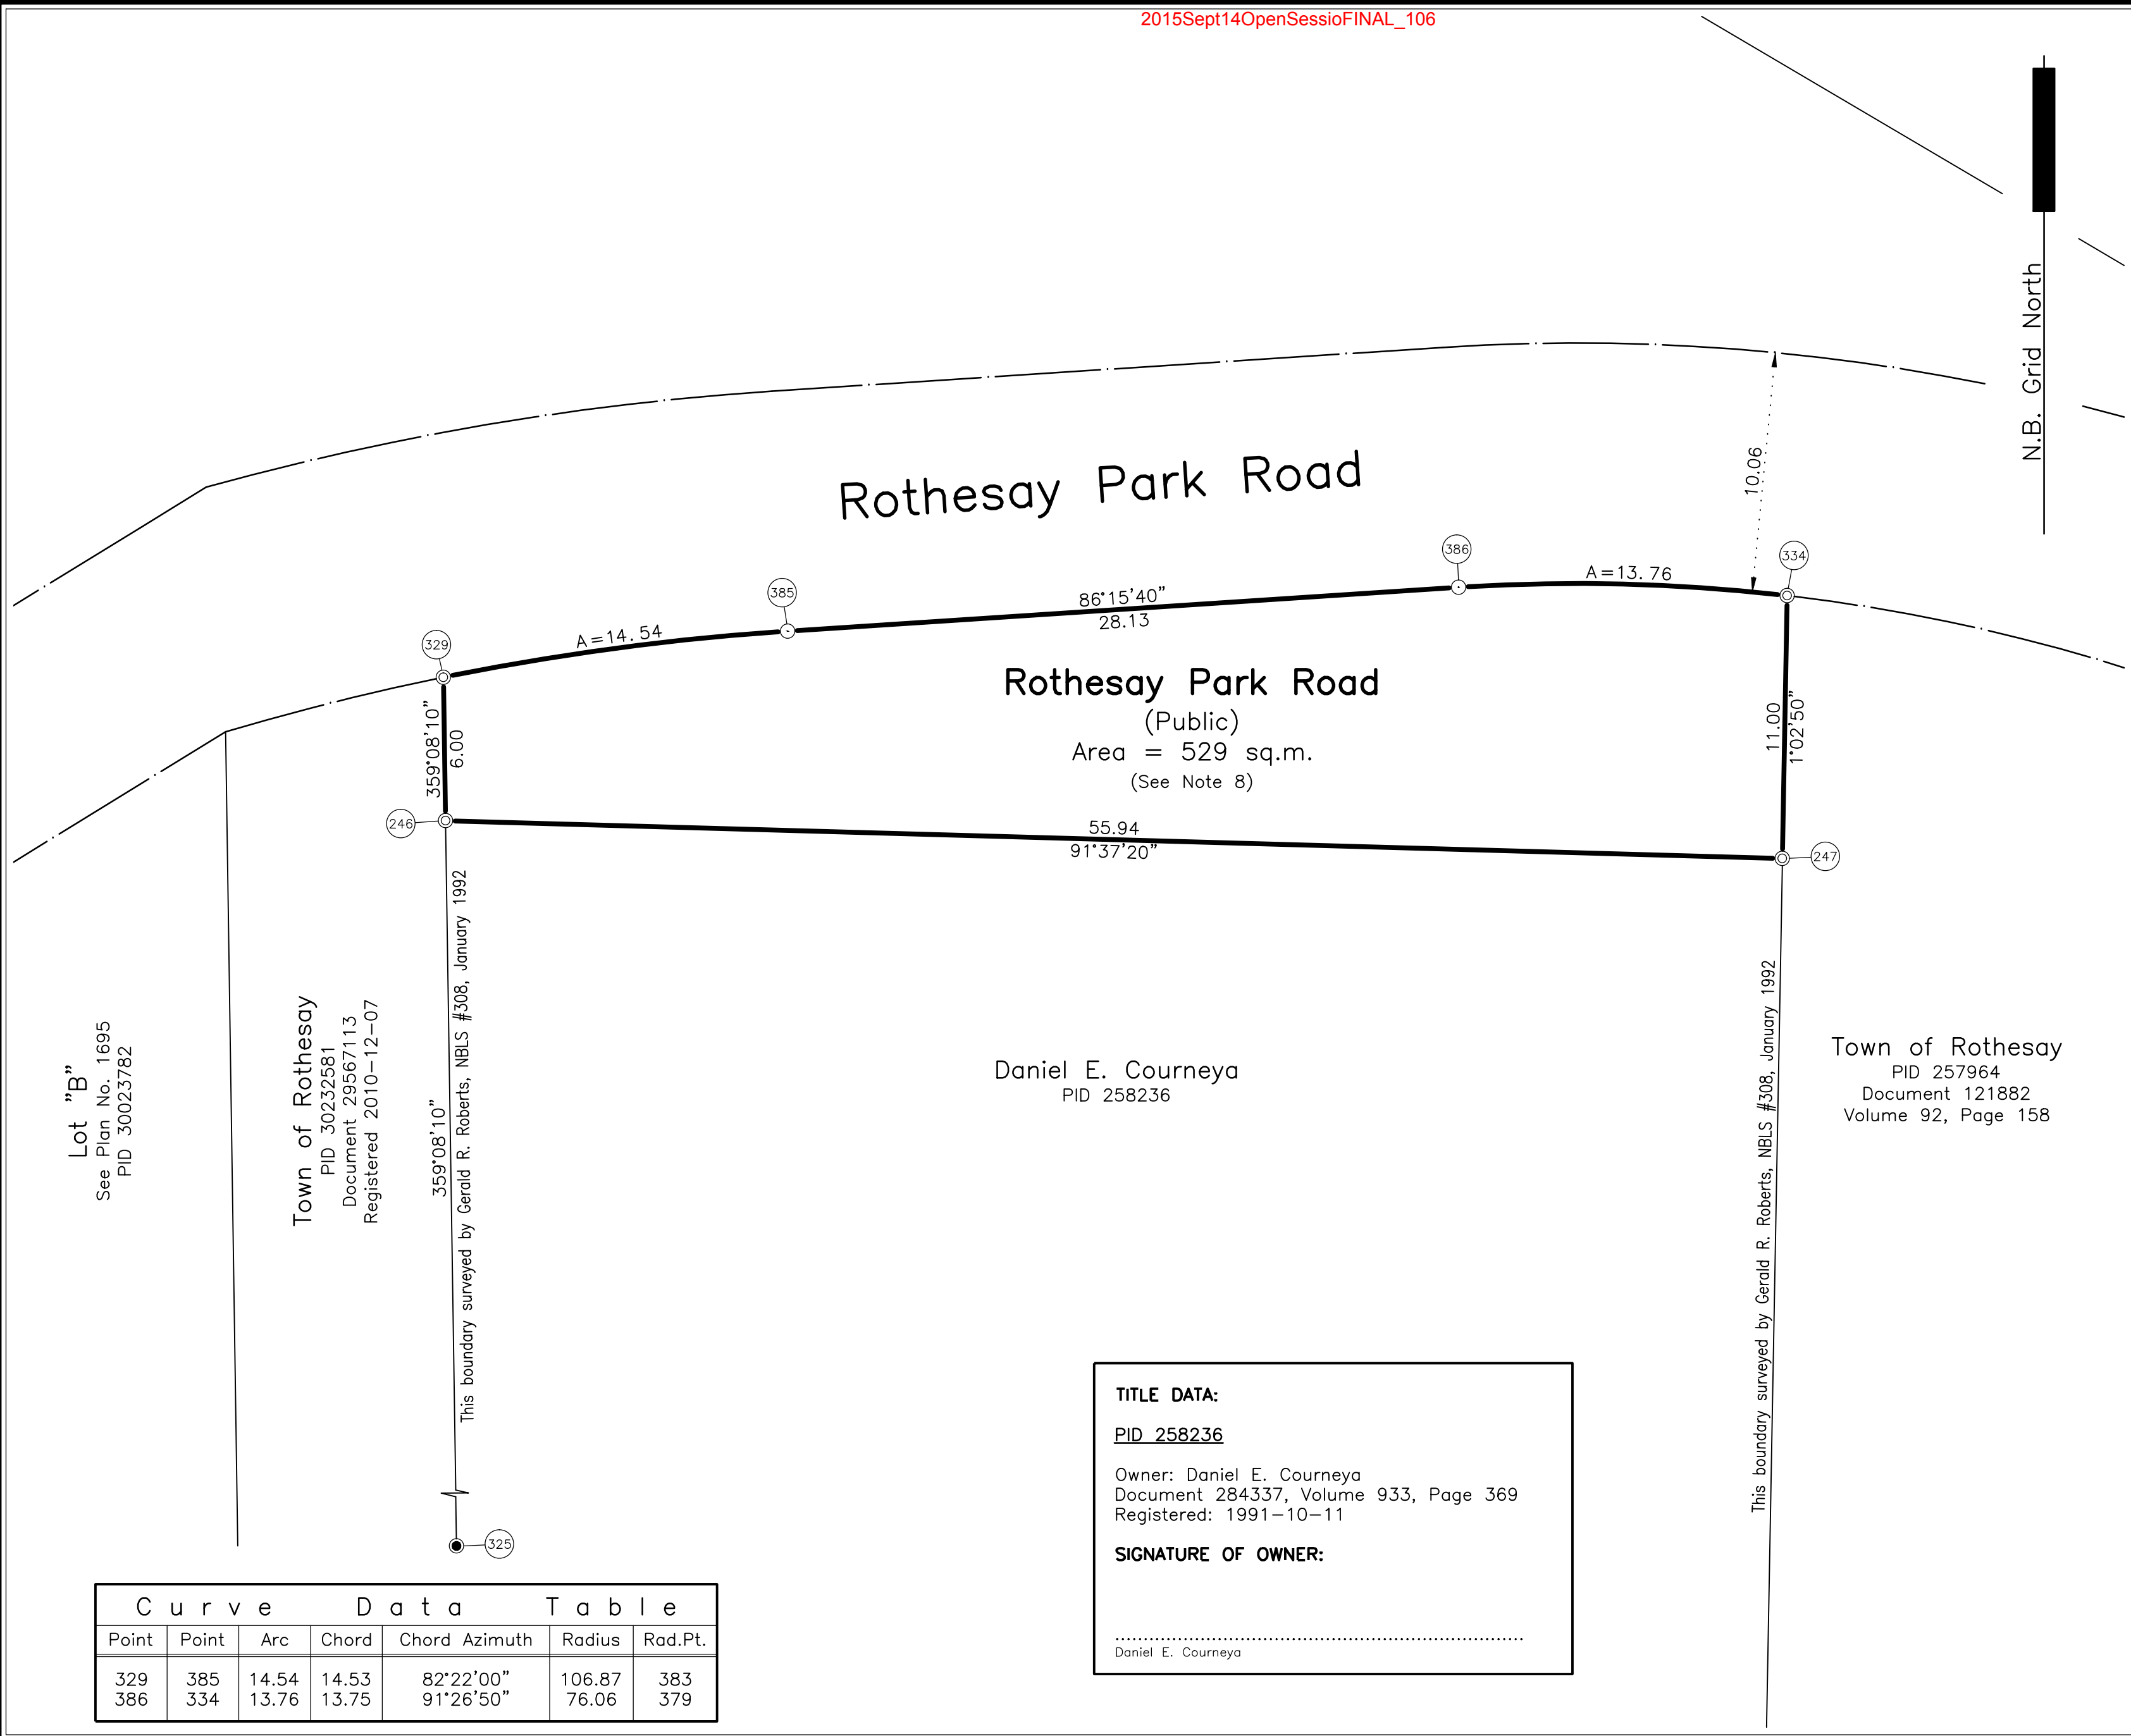 2015Sept14OpenSessioFINAL_106
N.B. Grid North
Rothesay Park Road
10.06
386
334
A=13.76
385
86°15'40"
28.13
A=14.54
329
Rothesay Park Road
(Public)
Area = 529 sq.m.
(See Note 8)
359°08'10"
6.00
11.00
1°02'50"
246
55.94
91°37'20"
247
Lot "B"
See Plan No. 1695
PID 30023782
Town of Rothesay
PID 30232581
Document 29567113
Registered 2010-12-07
359°08'10"
This boundary surveyed by Gerald R. Roberts, NBLS #308, January 1992
Daniel E. Courneya
PID 258236
This boundary surveyed by Gerald R. Roberts, NBLS #308, January 1992
Town of Rothesay
PID 257964
Document 121882
Volume 92, Page 158
325
TITLE DATA:
PID 258236
Owner: Daniel E. Courneya
Document 284337, Volume 933, Page 369
Registered: 1991-10-11
SIGNATURE OF OWNER:
Daniel E. Courneya
Curve Data Table
Point Point Arc Chord Chord Azimuth Radius Rad.Pt.
329 385 14.54 14.53 82°22'00" 106.87 383
386 334 13.76 13.75 91°26'50" 76.06 379